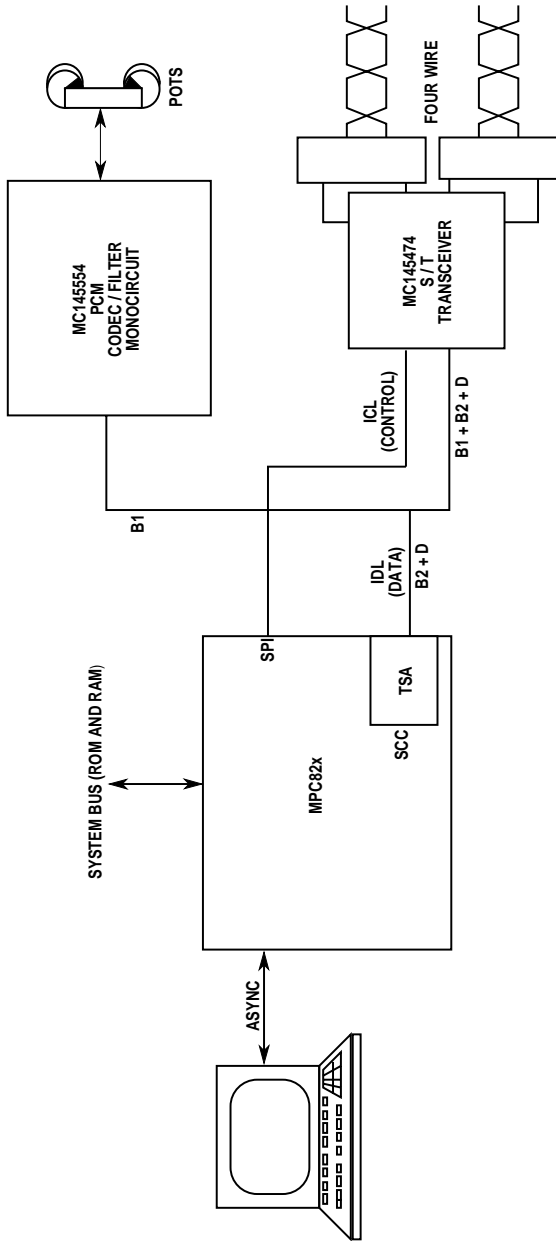 SYSTEM BUS (ROM AND RAM)
ASYNC
MPC82x
SPI
SCC
TSA
IDL
(DATA)
B2 + D
B1
ICL
(CONTROL)
B1 + B2 + D
MC145554
PCM
CODEC / FILTER
MONOCIRCUIT
POTS
MC145474
S / T
TRANSCEIVER
FOUR WIRE